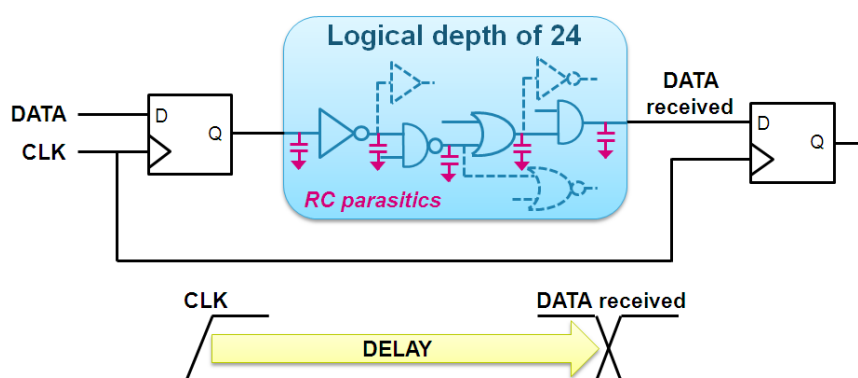 Logical depth of 24
DATA
D
Q
CLK
RC parasitics
DATA
received
D
Q
CLK
DATA received
DELAY